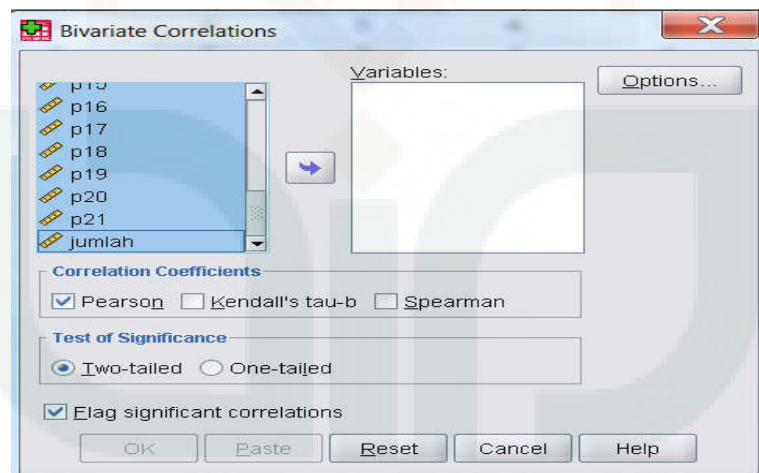 Bivariate Correlations
Variables:
Options...
p15
p16
p17
p18
p19
p20
p21
jumlah
Correlation Coefficients
Pearson Kendall's tau-b Spearman
Test of Significance
Two-tailed One-tailed
Flag significant correlations
OK Paste Reset Cancel Help